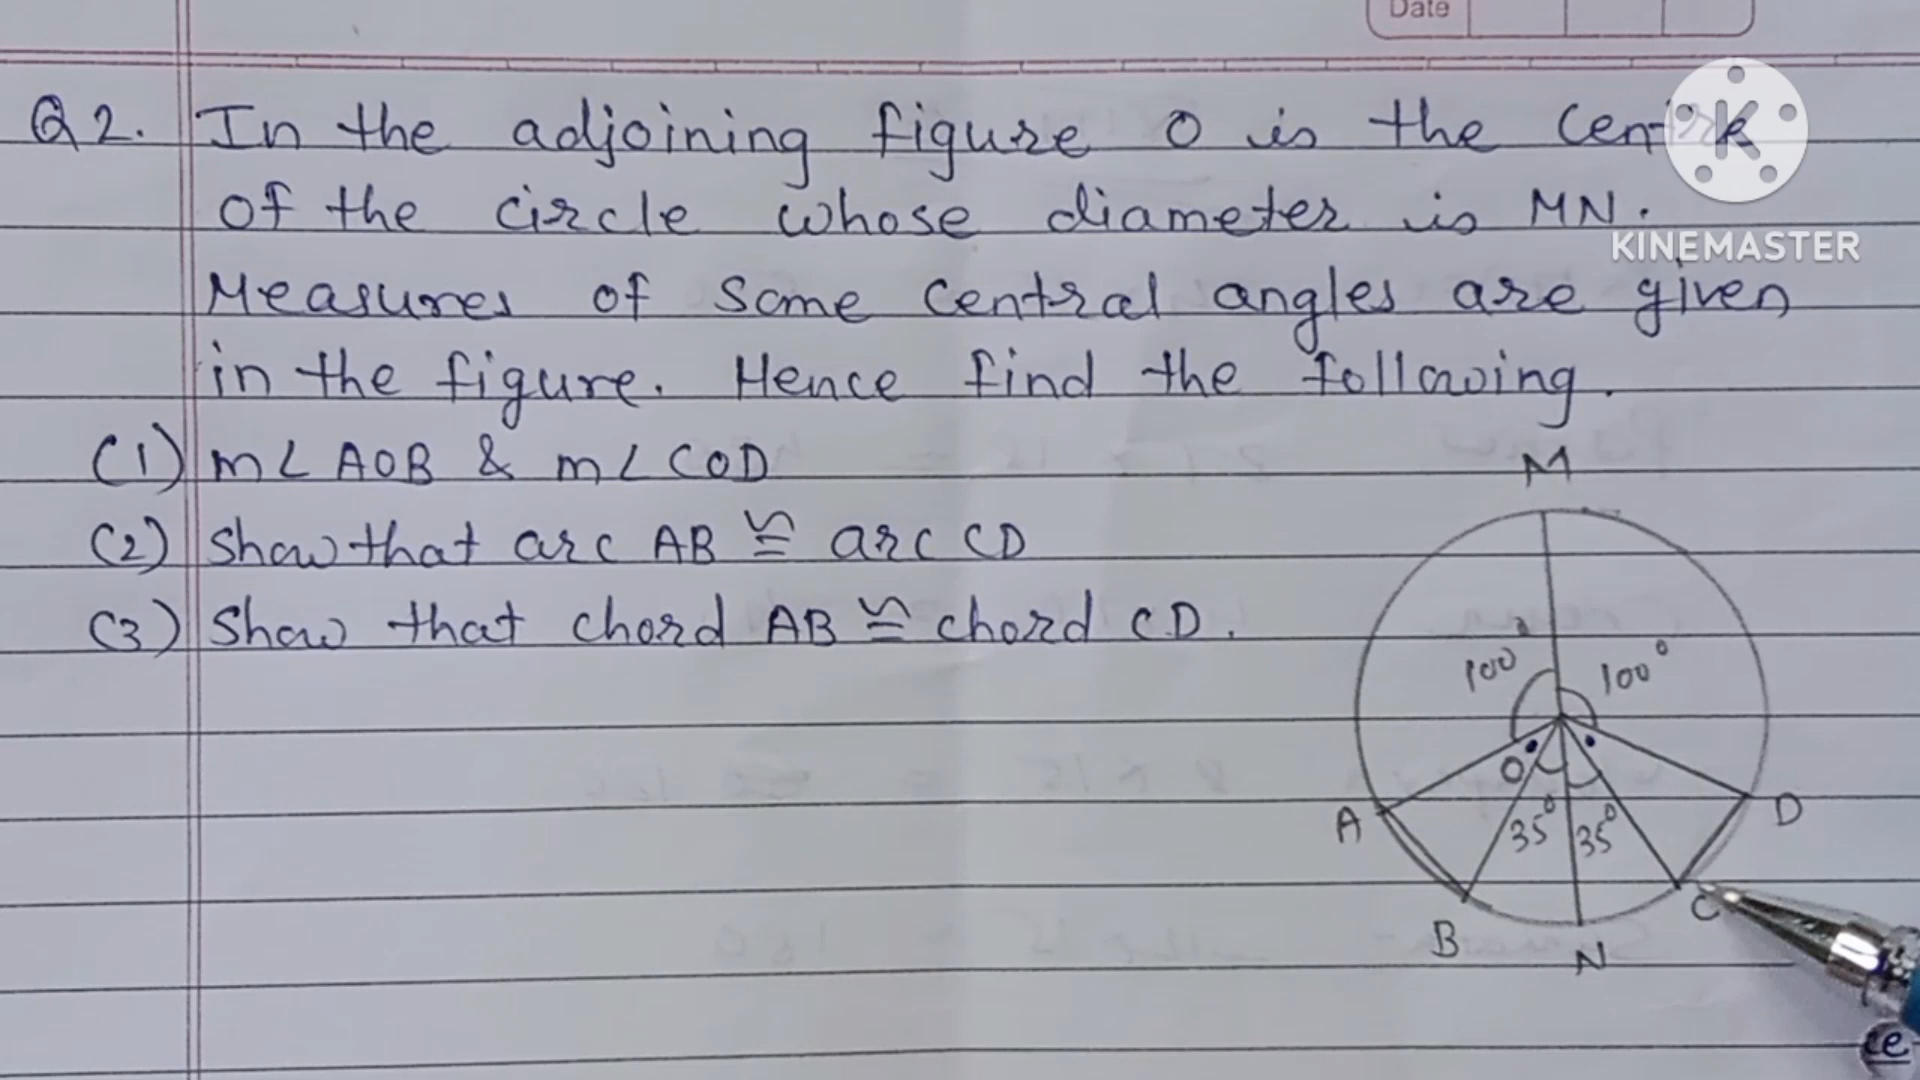 Date
Q2. In the adjoining figure O is the centre
K
of the circle whose diameter is MN.
KINEMASTER
Measures of some central angles are given
in the figure. Hence find the following.
(1) m∠AOB & m∠COD
(2) Show that arc AB ≅ arc CD
(3) Show that chord AB ≅ chord CD.
M
100° 100°
O
A 35° 35° D
B N C
ce